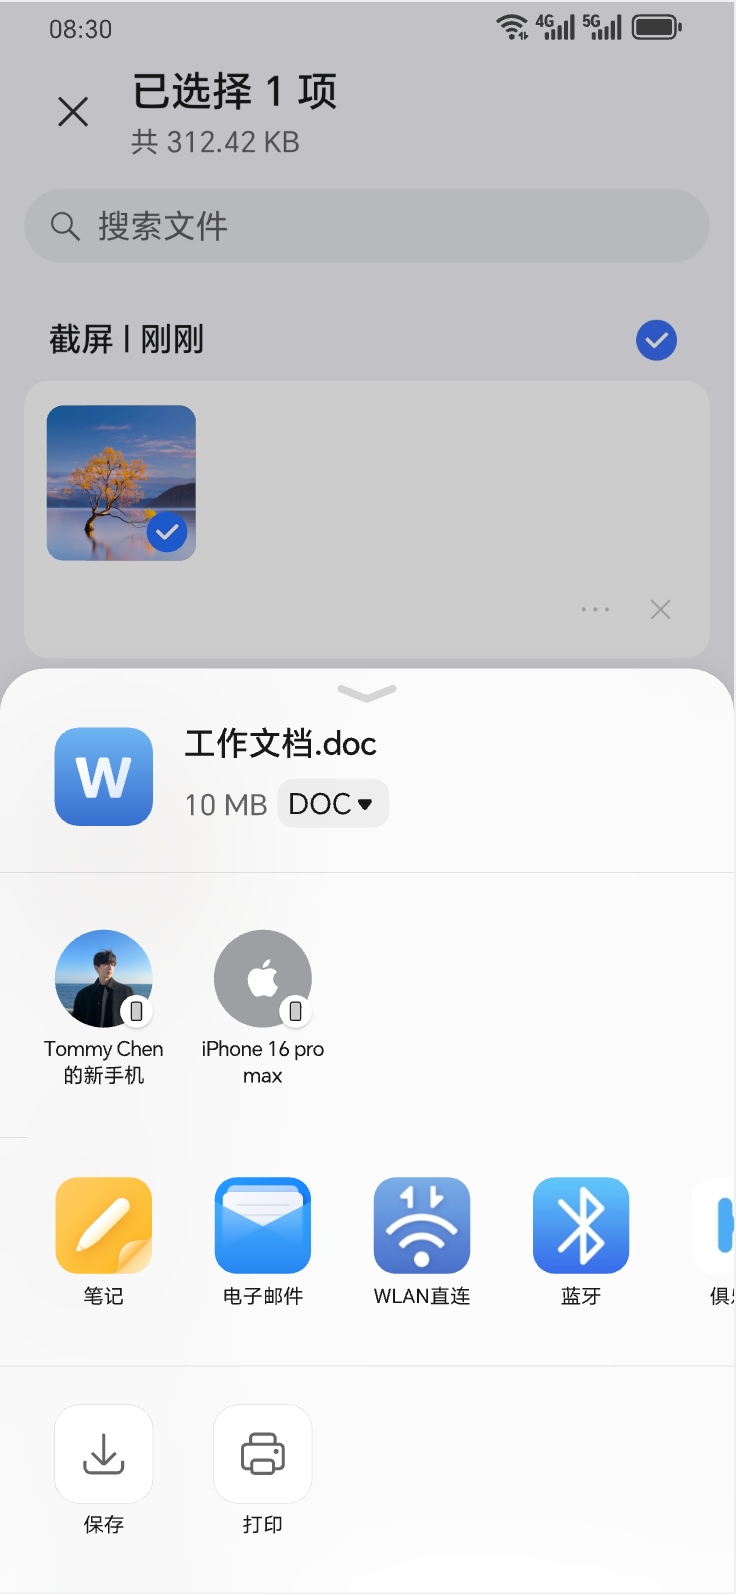 08:30
4G
5G
已选择 1 项
共 312.42 KB
搜索文件
截屏 | 刚刚
W
工作文档.doc
10 MB DOC
Tommy Chen
的新手机
iPhone 16 pro
max
笔记
电子邮件
WLAN直连
蓝牙
保存
打印